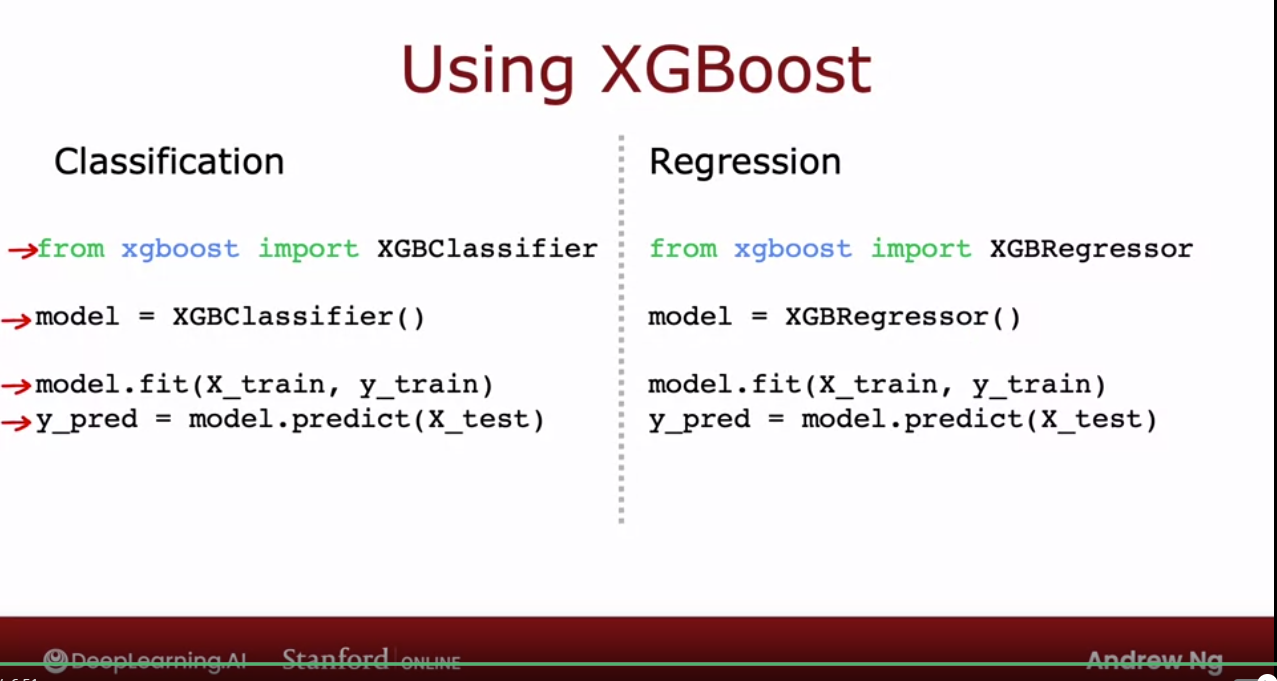 Using XGBoost
Classification
from xgboost import XGBClassifier
model = XGBClassifier()
model.fit(X_train, y_train)
y_pred = model.predict(X_test)
Regression
from xgboost import XGBRegressor
model = XGBRegressor()
model.fit(X_train, y_train)
y_pred = model.predict(X_test)
DeepLearning.AI
Stanford ONLINE
Andrew Ng